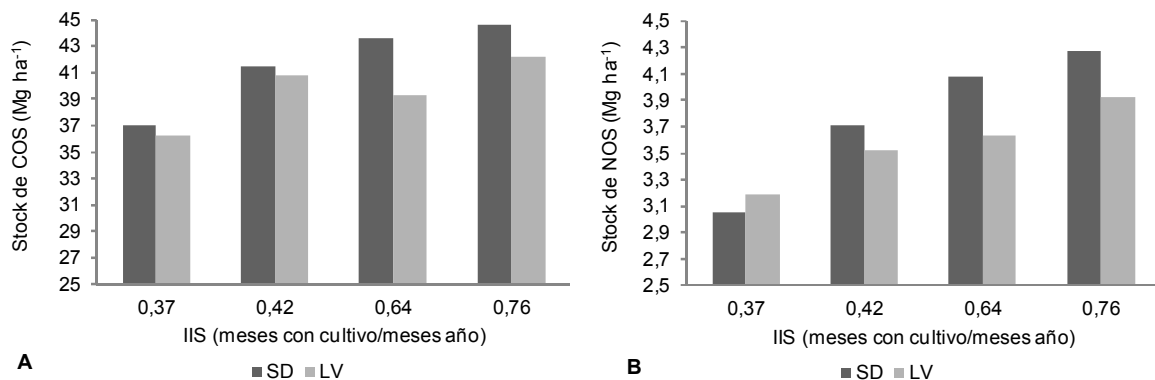 Stock de COS (Mg ha⁻¹)
45
43
41
39
37
35
33
31
29
27
25
0,37 0,42 0,64 0,76
IIS (meses con cultivo/meses año)
A
SD LV
Stock de NOS (Mg ha⁻¹)
4,5
4,3
4,1
3,9
3,7
3,5
3,3
3,1
2,9
2,7
2,5
0,37 0,42 0,64 0,76
IIS (meses con cultivo/meses año)
B
SD LV